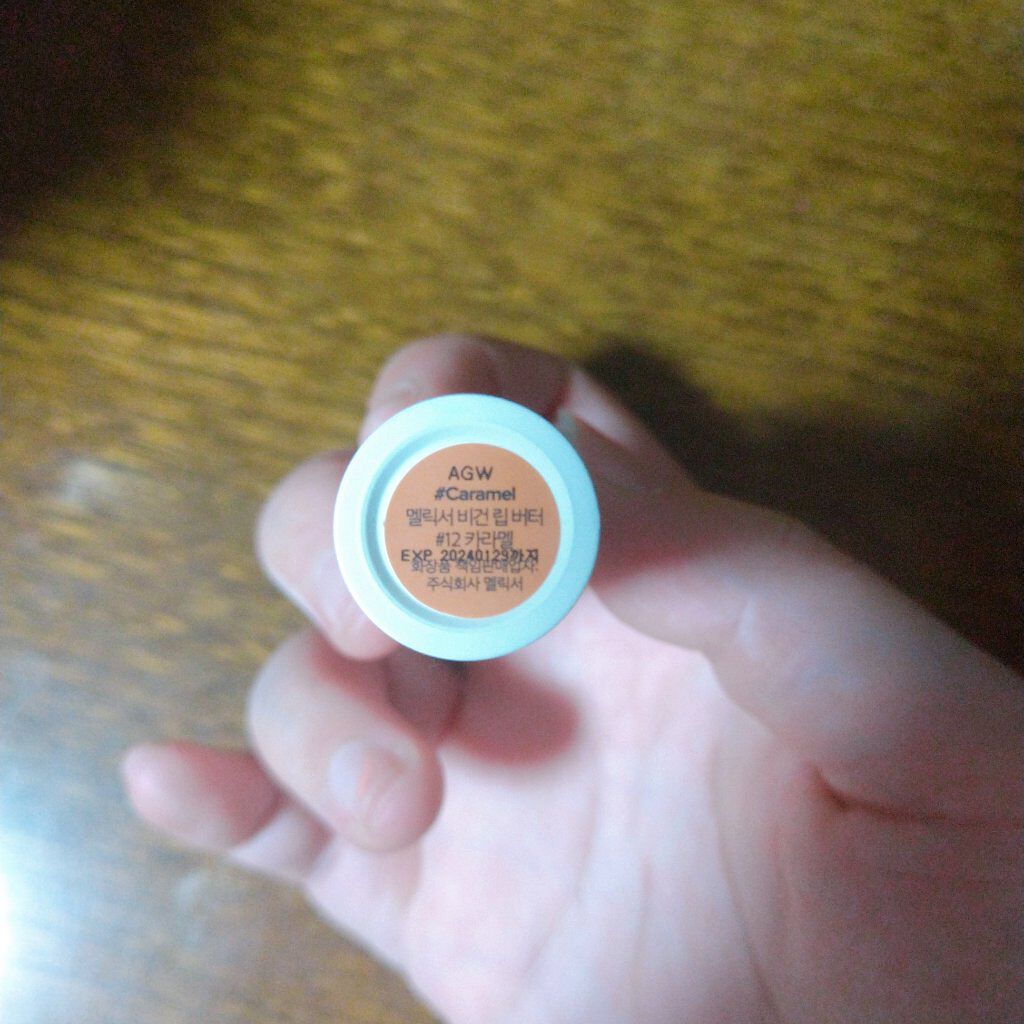 AGW
#Caramel
멜릭서 비건 립 버터
#12 카라멜
EXP 20240129까지
화장품 책임판매업자:
주식회사 멜릭서